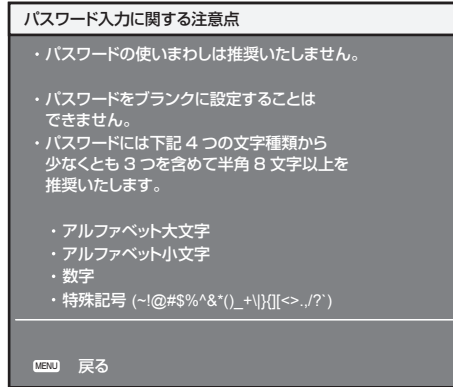 パスワード入力に関する注意点
・パスワードの使いまわしは推奨いたしません。
・パスワードをブランクに設定することは
できません。
・パスワードには下記 4 つの文字種類から
少なくとも 3 つを含めて半角 8 文字以上を
推奨いたします。
・アルファベット大文字
・アルファベット小文字
・数字
・特殊記号 (~!@#$%^&*()_+\|}{][<>.,/?`)
MENU 戻る